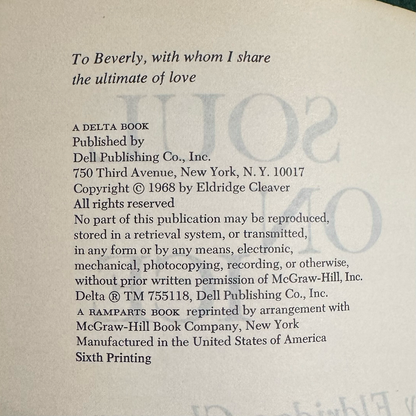 To Beverly, with whom I share
the ultimate of love
A DELTA BOOK
Published by
Dell Publishing Co., Inc.
750 Third Avenue, New York, N. Y. 10017
Copyright © 1968 by Eldridge Cleaver
All rights reserved
No part of this publication may be reproduced,
stored in a retrieval system, or transmitted,
in any form or by any means, electronic,
mechanical, photocopying, recording, or otherwise,
without prior written permission of McGraw-Hill, Inc.
Delta ® TM 755118, Dell Publishing Co., Inc.
A RAMPARTS BOOK reprinted by arrangement with
McGraw-Hill Book Company, New York
Manufactured in the United States of America
Sixth Printing
SOUL
ON